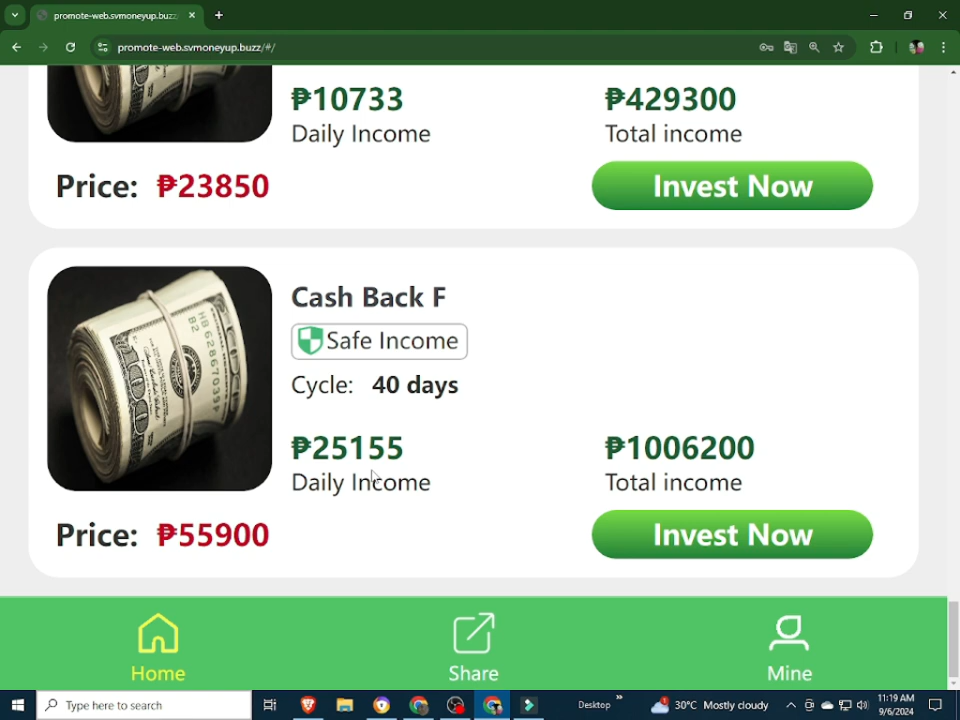 promote-web.svmoneyup.buzz/
promote-web.svmoneyup.buzz/#/
₱10733
₱429300
Daily Income
Total income
Price: ₱23850
Invest Now
Cash Back F
Safe Income
Cycle: 40 days
₱25155
₱1006200
Daily Income
Total income
Price: ₱55900
Invest Now
Home
Share
Mine
Type here to search
Desktop
30°C Mostly cloudy
11:19 AM
9/6/2024